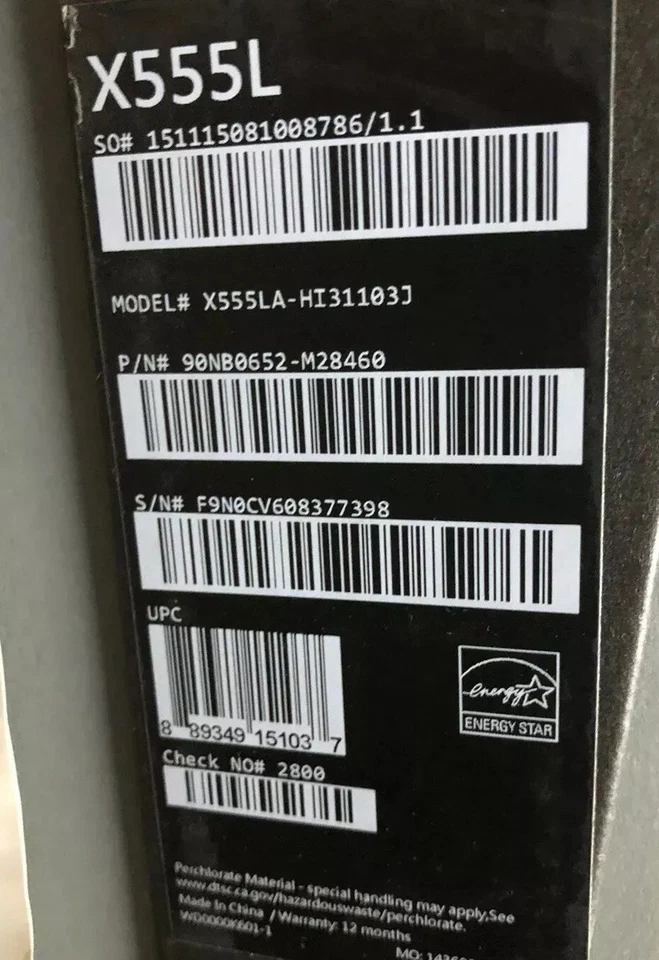 X555L
SO# 151115081008786/1.1
MODEL# X555LA-HI31103J
P/N# 90NB0652-M28460
S/N# F9N0CV608377398
UPC
8 89349 15103 7
energy
ENERGY STAR
Check NO# 2800
Perchlorate Material - special handling may apply,See
www.dtsc.ca.gov/hazardouswaste/perchlorate.
Made In China / Warranty: 12 months
MO: